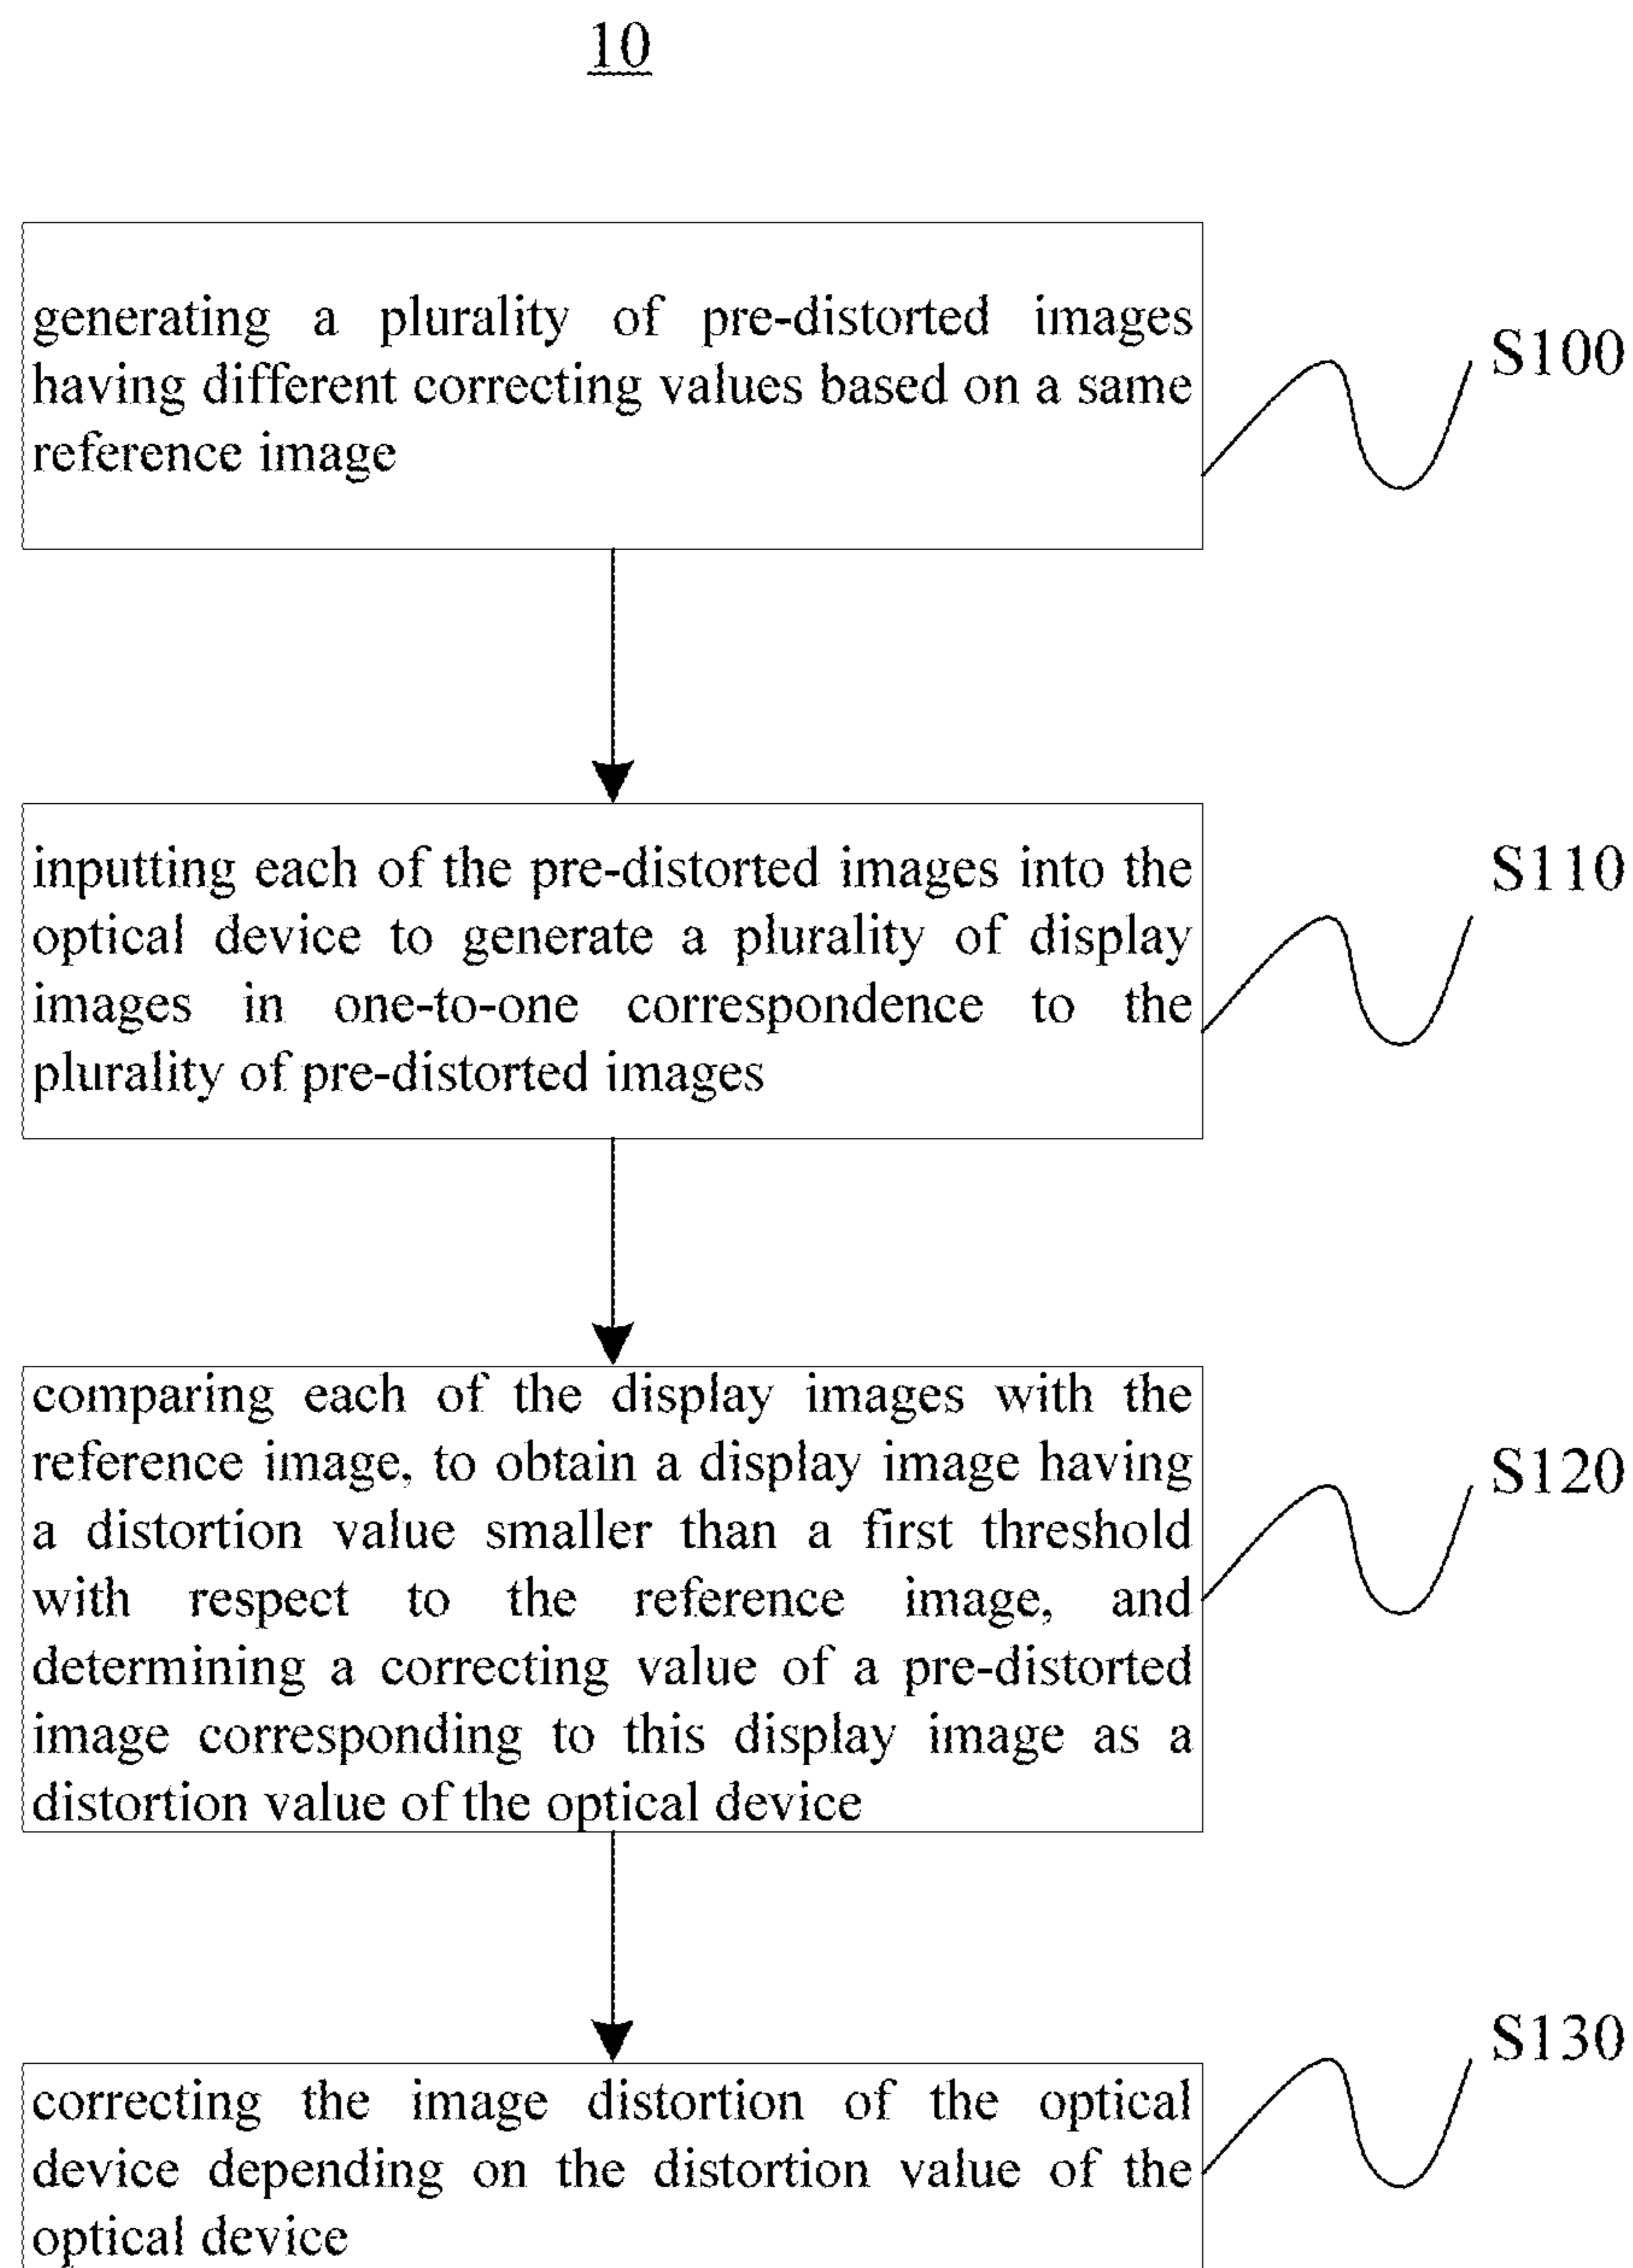 10
generating a plurality of pre-distorted images
having different correcting values based on a same
reference image
S100
inputting each of the pre-distorted images into the
optical device to generate a plurality of display
images in one-to-one correspondence to the
plurality of pre-distorted images
S110
comparing each of the display images with the
reference image, to obtain a display image having
a distortion value smaller than a first threshold
with respect to the reference image, and
determining a correcting value of a pre-distorted
image corresponding to this display image as a
distortion value of the optical device
S120
correcting the image distortion of the optical
device depending on the distortion value of the
optical device
S130